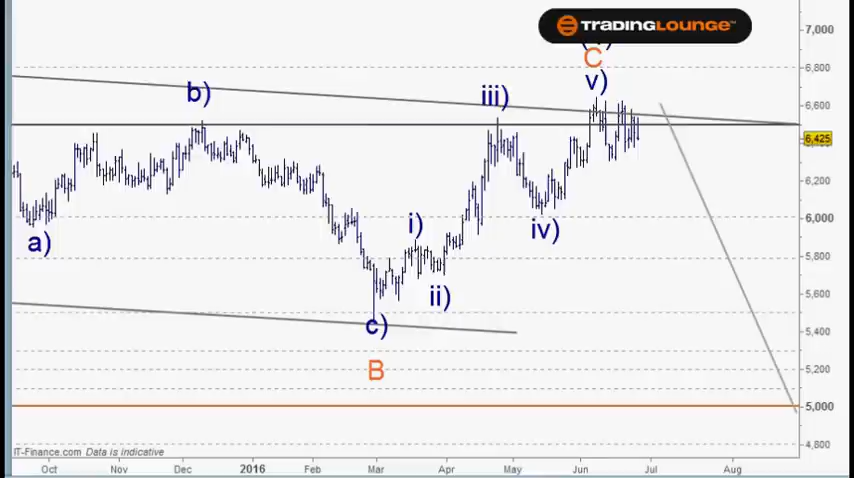 TRADINGLOUNGE™
7,000
C
6,800
v)
b)
iii)
6,600
6,425
6,200
i)
iv)
6,000
a)
5,800
ii)
5,600
c)
5,400
B
5,200
5,000
IT-Finance.com Data is indicative
4,800
Oct Nov Dec 2016 Feb Mar Apr May Jun Jul Aug